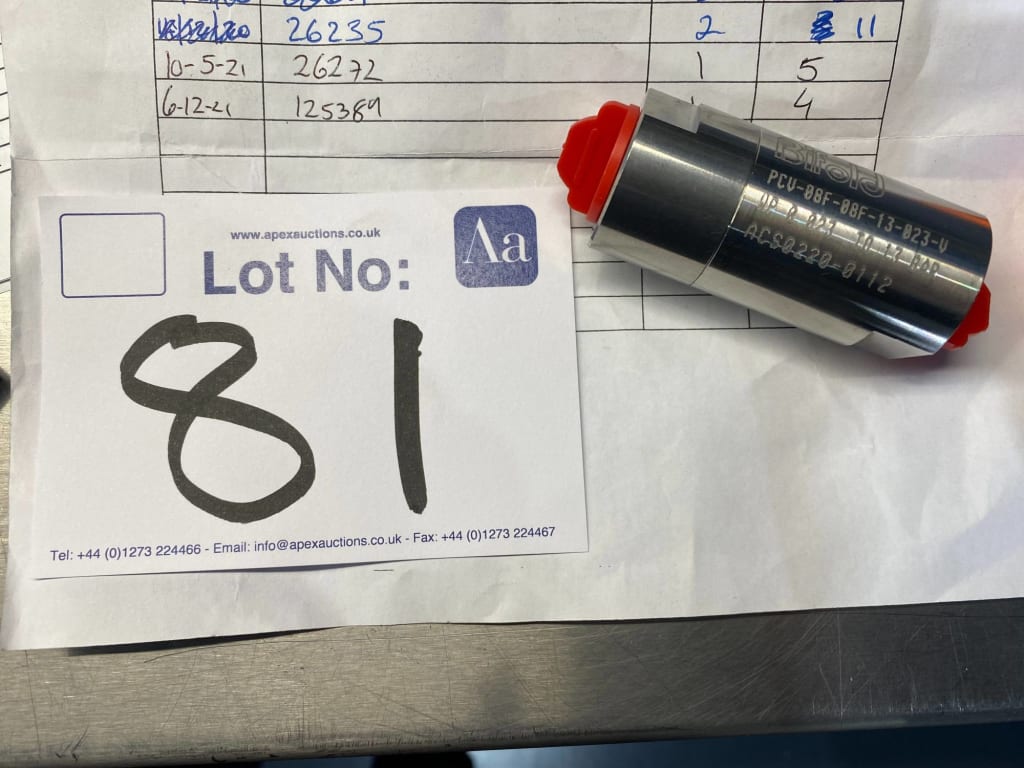 26235 2 11
10-5-21 26272 1 5
6-12-21 125389 1 4
www.apexauctions.co.uk
Aa
Lot No:
81
Tel: +44 (0)1273 224466 - Email: info@apexauctions.co.uk - Fax: +44 (0)1273 224467
Bifold
PCV-08F-08F-13-023-V
ACS0220-0112